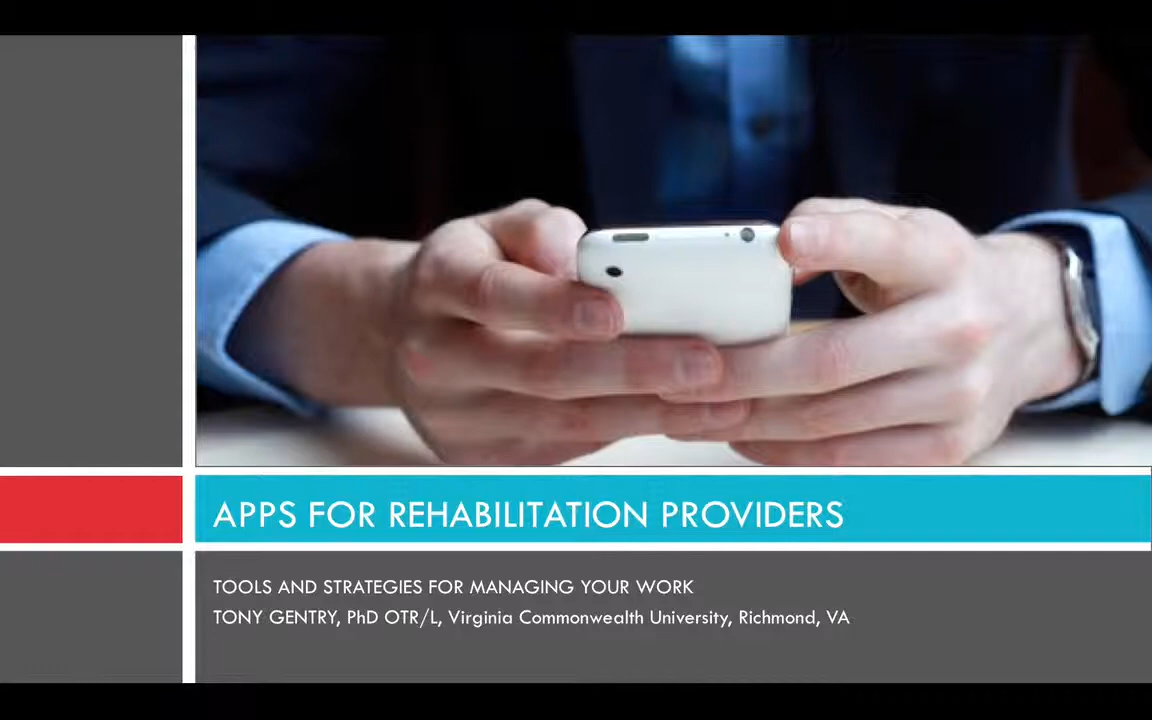 APPS FOR REHABILITATION PROVIDERS
TOOLS AND STRATEGIES FOR MANAGING YOUR WORK
TONY GENTRY, PhD OTR/L, Virginia Commonwealth University, Richmond, VA